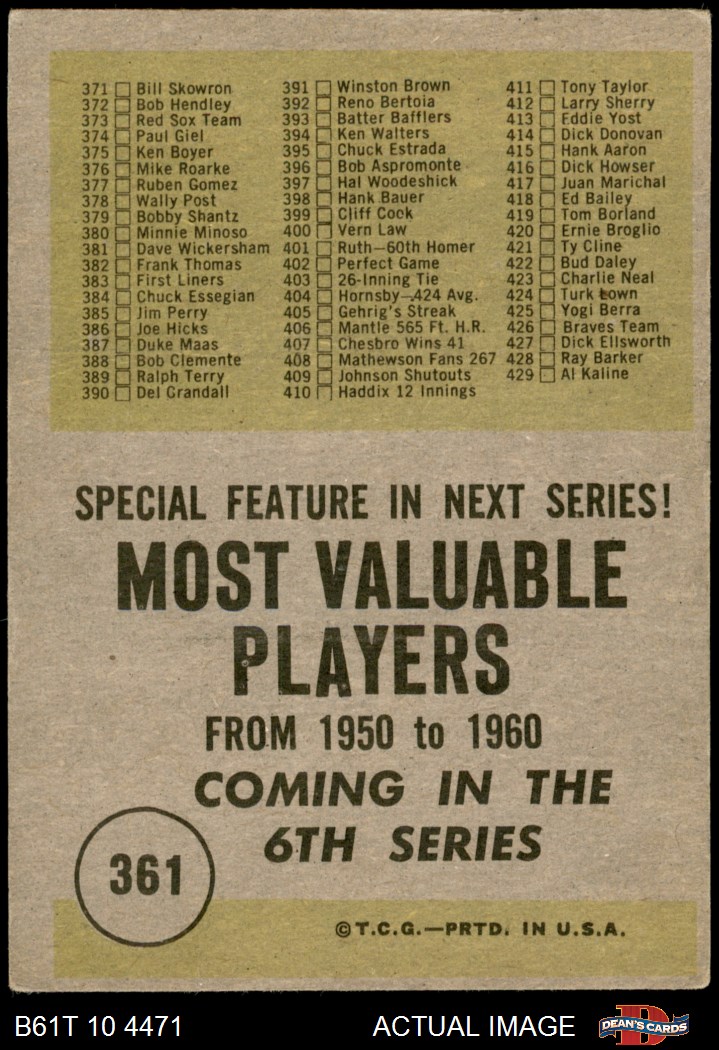 371 Bill Skowron
372 Bob Hendley
373 Red Sox Team
374 Paul Giel
375 Ken Boyer
376 Mike Roarke
377 Ruben Gomez
378 Wally Post
379 Bobby Shantz
380 Minnie Minoso
381 Dave Wickersham
382 Frank Thomas
383 First Liners
384 Chuck Essegian
385 Jim Perry
386 Joe Hicks
387 Duke Maas
388 Bob Clemente
389 Ralph Terry
390 Del Crandall
391 Winston Brown
392 Reno Bertoia
393 Batter Bafflers
394 Ken Walters
395 Chuck Estrada
396 Bob Aspromonte
397 Hal Woodeshick
398 Hank Bauer
399 Cliff Cook
400 Vern Law
401 Ruth—60th Homer
402 Perfect Game
403 26-Inning Tie
404 Hornsby—.424 Avg.
405 Gehrig's Streak
406 Mantle 565 Ft. H.R.
407 Chesbro Wins 41
408 Mathewson Fans 267
409 Johnson Shutouts
410 Haddix 12 Innings
411 Tony Taylor
412 Larry Sherry
413 Eddie Yost
414 Dick Donovan
415 Hank Aaron
416 Dick Howser
417 Juan Marichal
418 Ed Bailey
419 Tom Borland
420 Ernie Broglio
421 Ty Cline
422 Bud Daley
423 Charlie Neal
424 Turk Lown
425 Yogi Berra
426 Braves Team
427 Dick Ellsworth
428 Ray Barker
429 Al Kaline
SPECIAL FEATURE IN NEXT SERIES!
MOST VALUABLE
PLAYERS
FROM 1950 to 1960
COMING IN THE
6TH SERIES
361
©T.C.G.—PRTD. IN U.S.A.
B61T 10 4471
ACTUAL IMAGE
D
DEAN'S CARDS